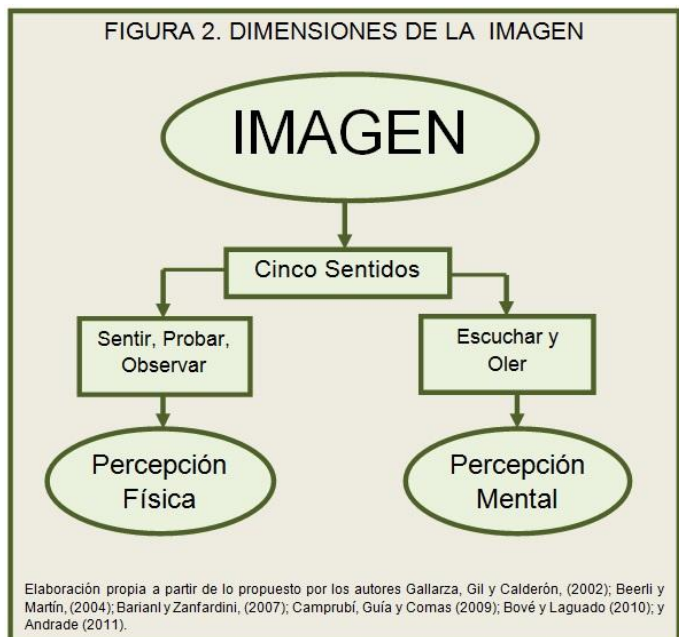 FIGURA 2. DIMENSIONES DE LA IMAGEN
IMAGEN
Cinco Sentidos
Sentir, Probar,
Observar
Escuchar y
Oler
Percepción
Física
Percepción
Mental
Elaboración propia a partir de lo propuesto por los autores Gallarza, Gil y Calderón, (2002); Beerli y
Martín, (2004); Barianl y Zanfardini, (2007); Camprubí, Guía y Comas (2009); Bové y Laguado (2010); y
Andrade (2011).